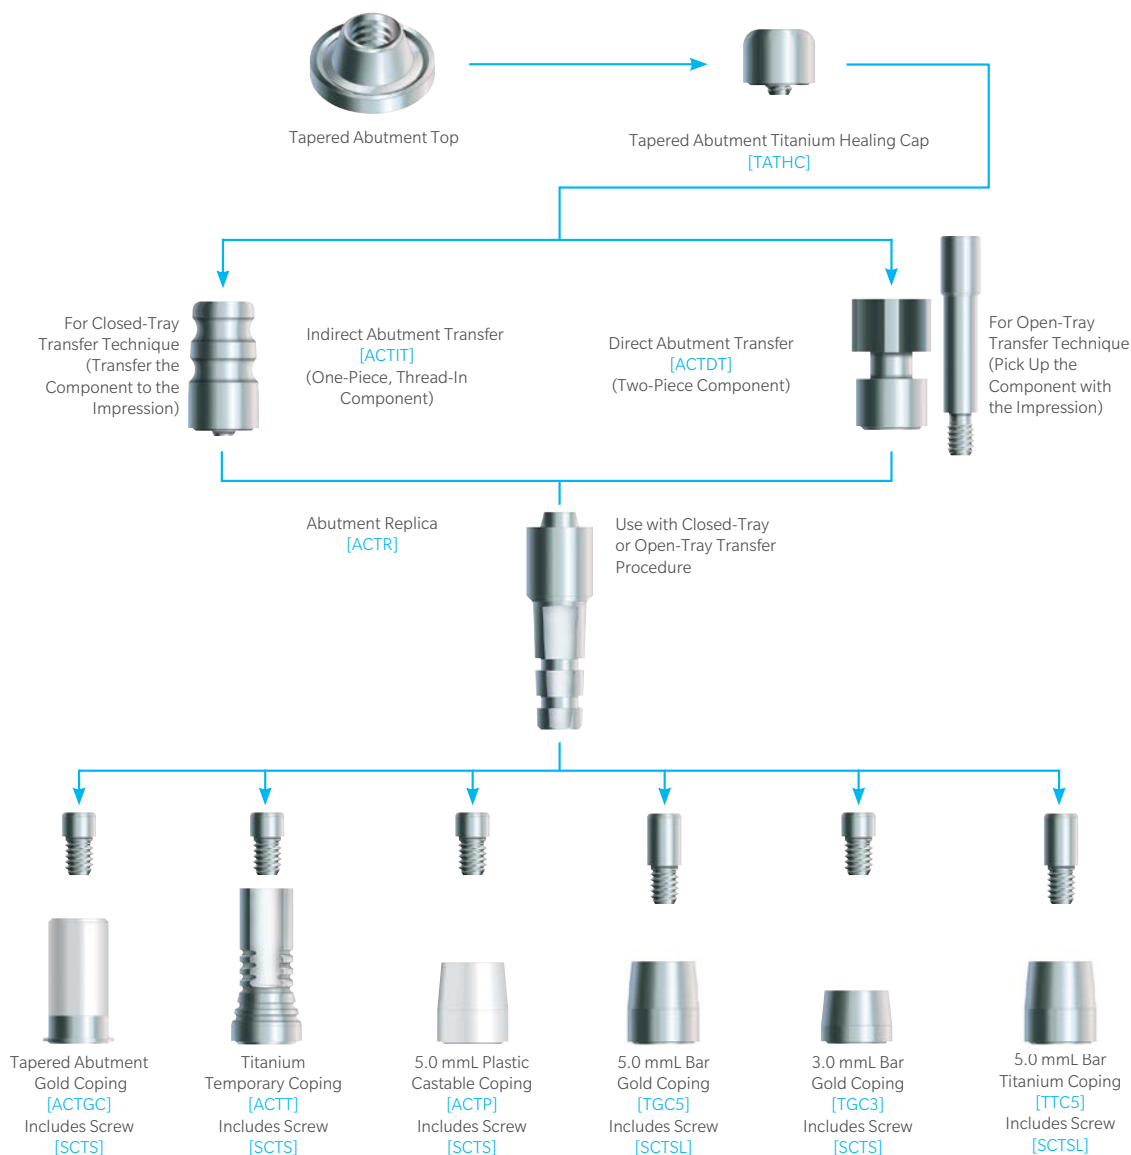 Tapered Abutment Top
Tapered Abutment Titanium Healing Cap
[TATHC]
For Closed-Tray
Transfer Technique
(Transfer the
Component to the
Impression)
Indirect Abutment Transfer
[ACTIT]
(One-Piece, Thread-In
Component)
Direct Abutment Transfer
[ACTDT]
(Two-Piece Component)
For Open-Tray
Transfer Technique
(Pick Up the
Component with
the Impression)
Abutment Replica
[ACTR]
Use with Closed-Tray
or Open-Tray Transfer
Procedure
Tapered Abutment
Gold Coping
[ACTGC]
Includes Screw
[SCTS]
Titanium
Temporary Coping
[ACTT]
Includes Screw
[SCTS]
5.0 mmL Plastic
Castable Coping
[ACTP]
Includes Screw
[SCTS]
5.0 mmL Bar
Gold Coping
[TGC5]
Includes Screw
[SCTSL]
3.0 mmL Bar
Gold Coping
[TGC3]
Includes Screw
[SCTS]
5.0 mmL Bar
Titanium Coping
[TTC5]
Includes Screw
[SCTSL]